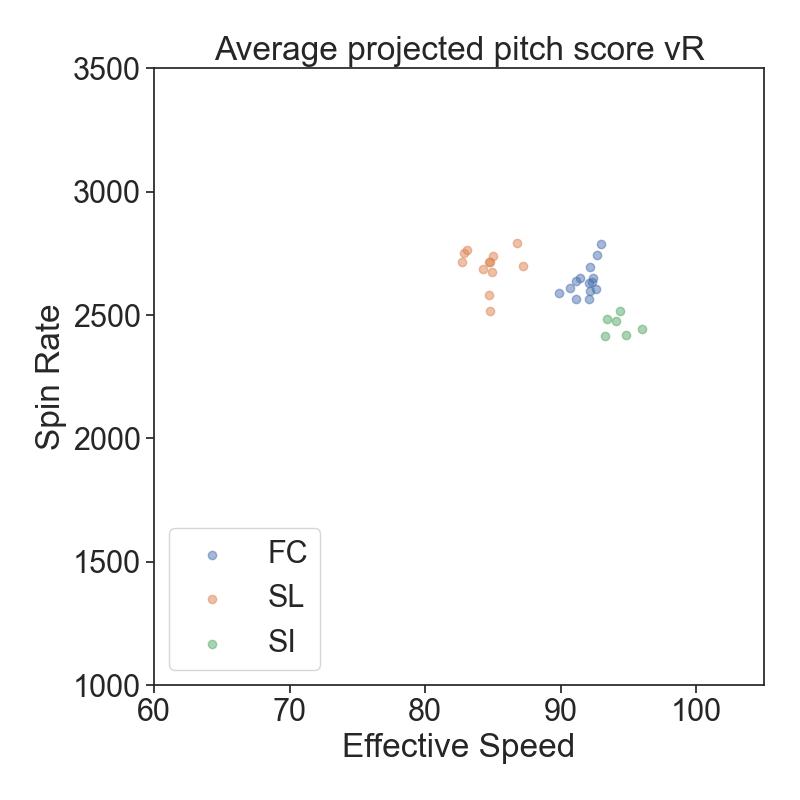 Average projected pitch score vR
3500
3000
2500
2000
1500
1000
Spin Rate
FC
SL
SI
60 70 80 90 100
Effective Speed